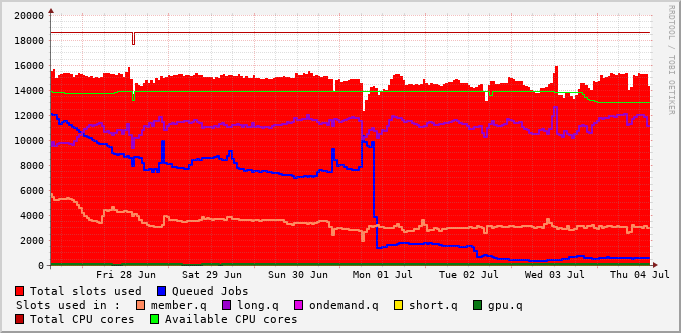 20000
18000
16000
14000
12000
10000
8000
6000
4000
2000
0
Fri 28 Jun Sat 29 Jun Sun 30 Jun Mon 01 Jul Tue 02 Jul Wed 03 Jul Thu 04 Jul
Total slots used Queued Jobs
Slots used in : member.q long.q ondemand.q short.q gpu.q
Total CPU cores Available CPU cores
RRDTOOL / TOBI OETIKER